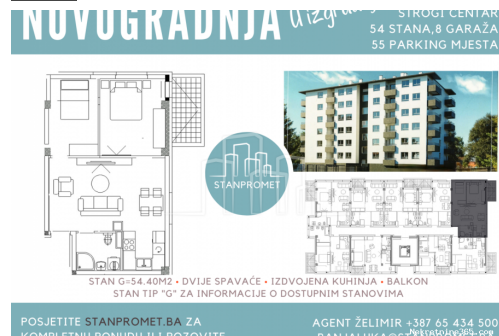 NOVOGRADNJA
u izgradnji
STROGI CENTAR
54 STANA,8 GARAŽA
55 PARKING MJESTA
STANPROMET
STAN G=54.40M2 • DVIJE SPAVAĆE • IZDVOJENA KUHINJA • BALKON
STAN TIP "G" ZA INFORMACIJE O DOSTUPNIM STANOVIMA
POSJETITE STANPROMET.BA ZA
KOMPLETNU PONUDU ILI POZOVITE
AGENT ŽELIMIR +387 65 434 500
Nekretnine365.com